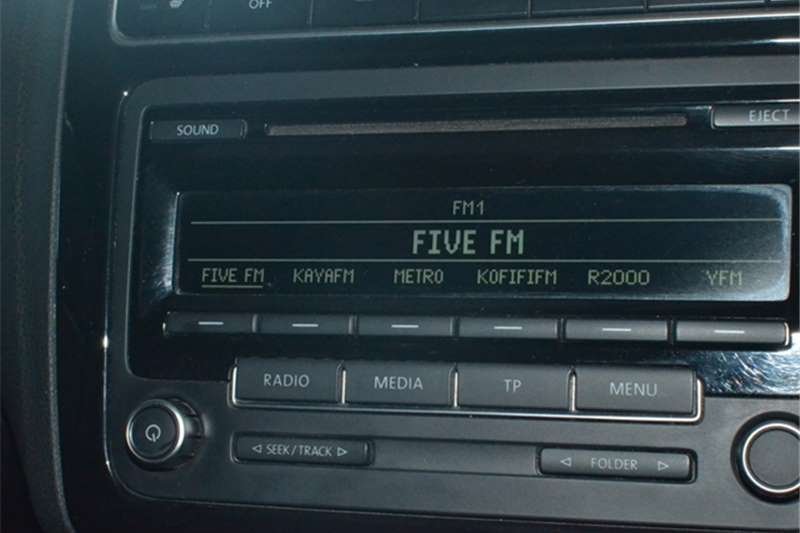 OFF
SOUND
EJECT
FM1
FIVE FM
FIVE FM KAYAFM METRO KOFIFIFM R2000 YFM
RADIO MEDIA TP MENU
SEEK/TRACK
FOLDER